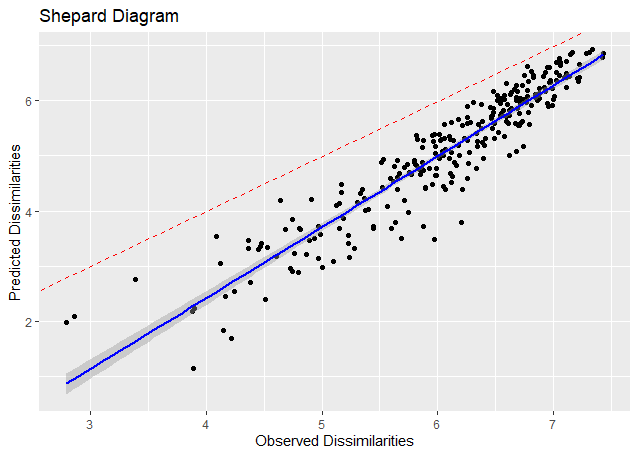 Shepard Diagram
Predicted Dissimilarities
6
4
2
3 4 5 6 7
Observed Dissimilarities